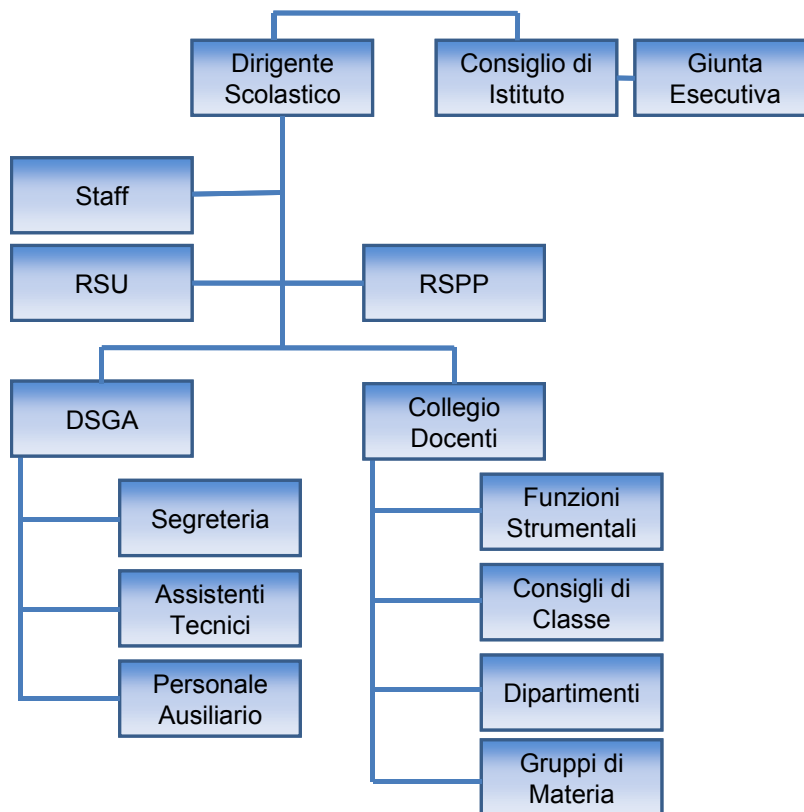 Dirigente
Scolastico
Consiglio di
Istituto
Giunta
Esecutiva
Staff
RSU
RSPP
DSGA
Collegio
Docenti
Segreteria
Assistenti
Tecnici
Personale
Ausiliario
Funzioni
Strumentali
Consigli di
Classe
Dipartimenti
Gruppi di
Materia